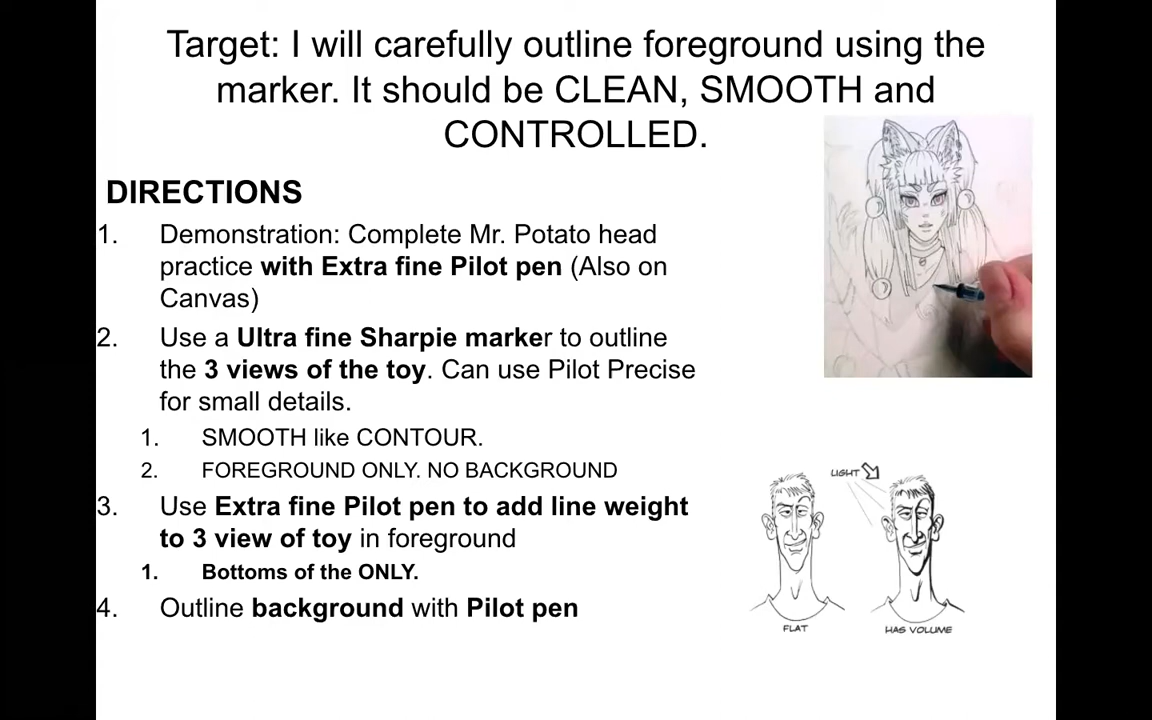 Target: I will carefully outline foreground using the
marker. It should be CLEAN, SMOOTH and
CONTROLLED.
DIRECTIONS
1. Demonstration: Complete Mr. Potato head
practice with Extra fine Pilot pen (Also on
Canvas)
2. Use a Ultra fine Sharpie marker to outline
the 3 views of the toy. Can use Pilot Precise
for small details.
1. SMOOTH like CONTOUR.
2. FOREGROUND ONLY. NO BACKGROUND
3. Use Extra fine Pilot pen to add line weight
to 3 view of toy in foreground
1. Bottoms of the ONLY.
4. Outline background with Pilot pen
LIGHT
FLAT
HAS VOLUME